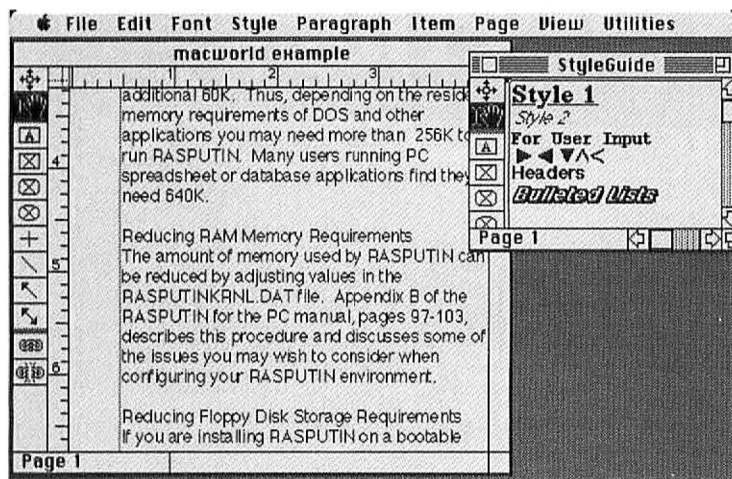 File Edit Font Style Paragraph Item Page View Utilities
macworld example
1 2 3
additional 60K. Thus, depending on the reside
memory requirements of DOS and other
applications you may need more than 256K to
run RASPUTIN. Many users running PC
spreadsheet or database applications find they
need 640K.
Reducing RAM Memory Requirements
The amount of memory used by RASPUTIN can
be reduced by adjusting values in the
RASPUTINKRNL.DAT file. Appendix B of the
RASPUTIN for the PC manual, pages 97-103,
describes this procedure and discusses some of
the issues you may wish to consider when
configuring your RASPUTIN environment.
Reducing Floppy Disk Storage Requirements
If you are installing RASPUTIN on a bootable
4
5
6
A
Page 1
StyleGuide
A
Style 1
Style 2
For User Input
Headers
Bulleted Lists
Page 1